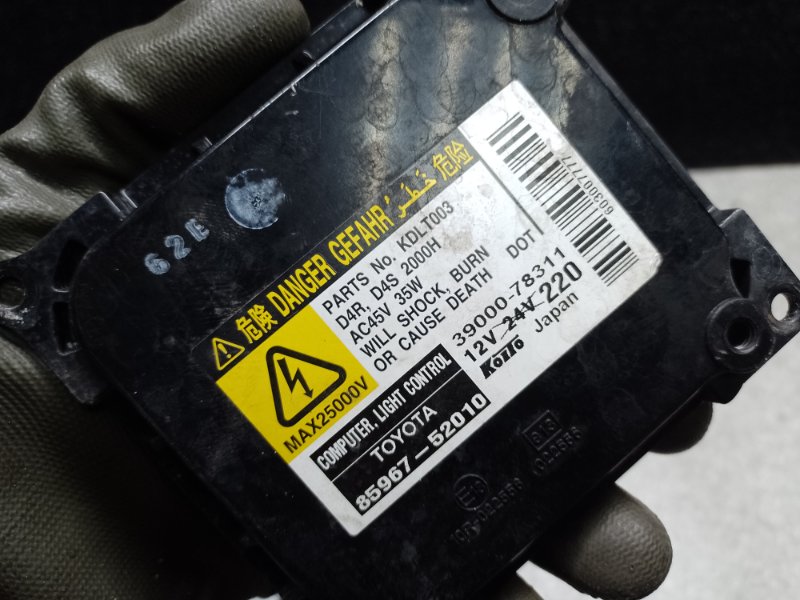 62E
危険 DANGER GEFAHR خطر 危险
PARTS No. KDLT003
D4R, D4S 2000H
AC45V 35W
WILL SHOCK, BURN
OR CAUSE DEATH DOT
MAX25000V
39000-78311
12V 24V 220
KOITO Japan
COMPUTER, LIGHT CONTROL
TOYOTA
85967-52010
603007777